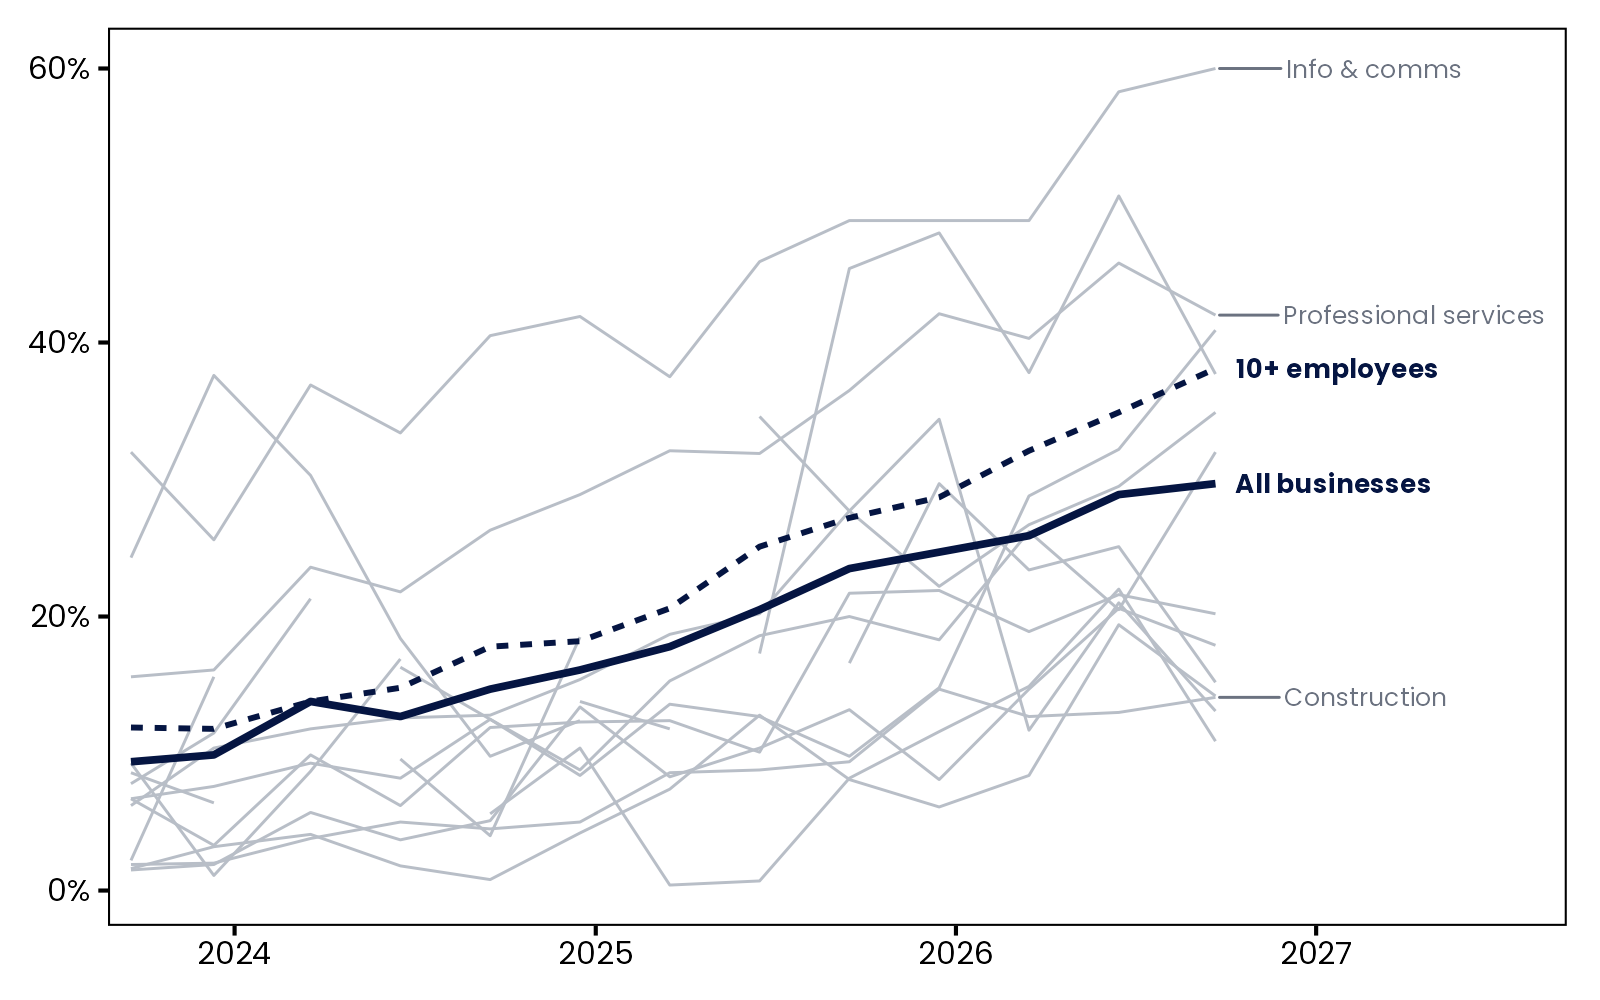 60%
Info & comms
Professional services
40%
10+ employees
All businesses
20%
Construction
0%
2024 2025 2026 2027